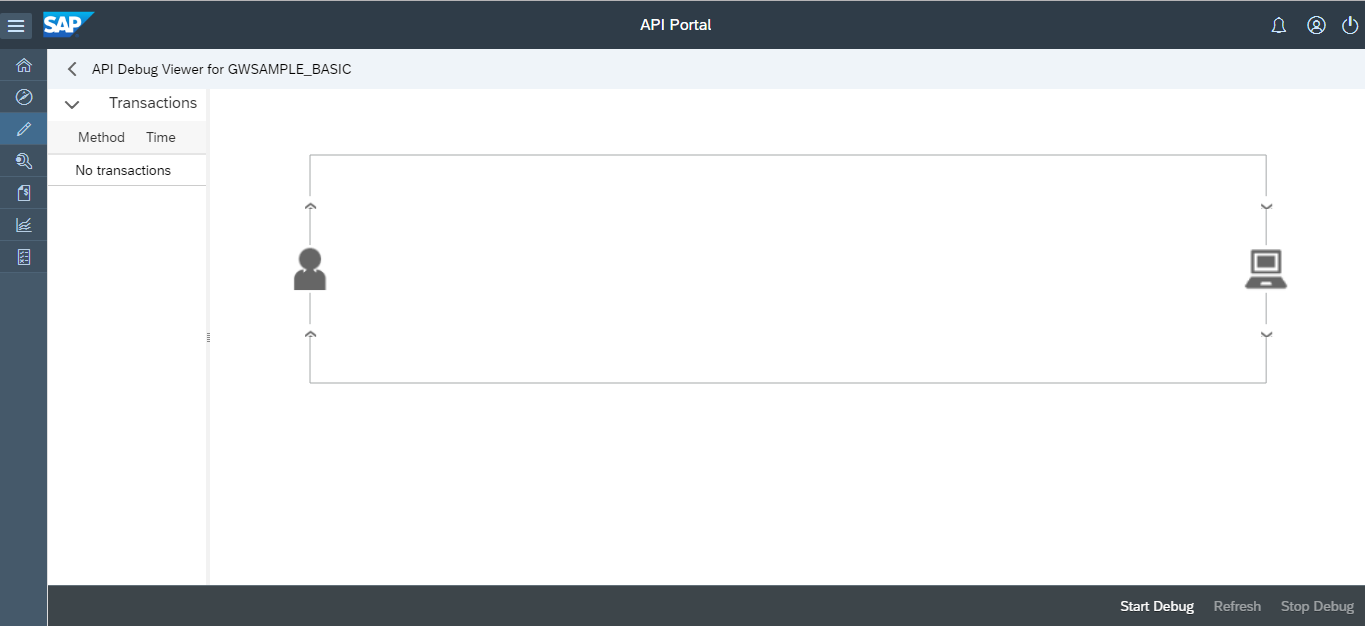 SAP API Portal
API Debug Viewer for GWSAMPLE_BASIC
Transactions
Method Time
No transactions
Start Debug Refresh Stop Debug